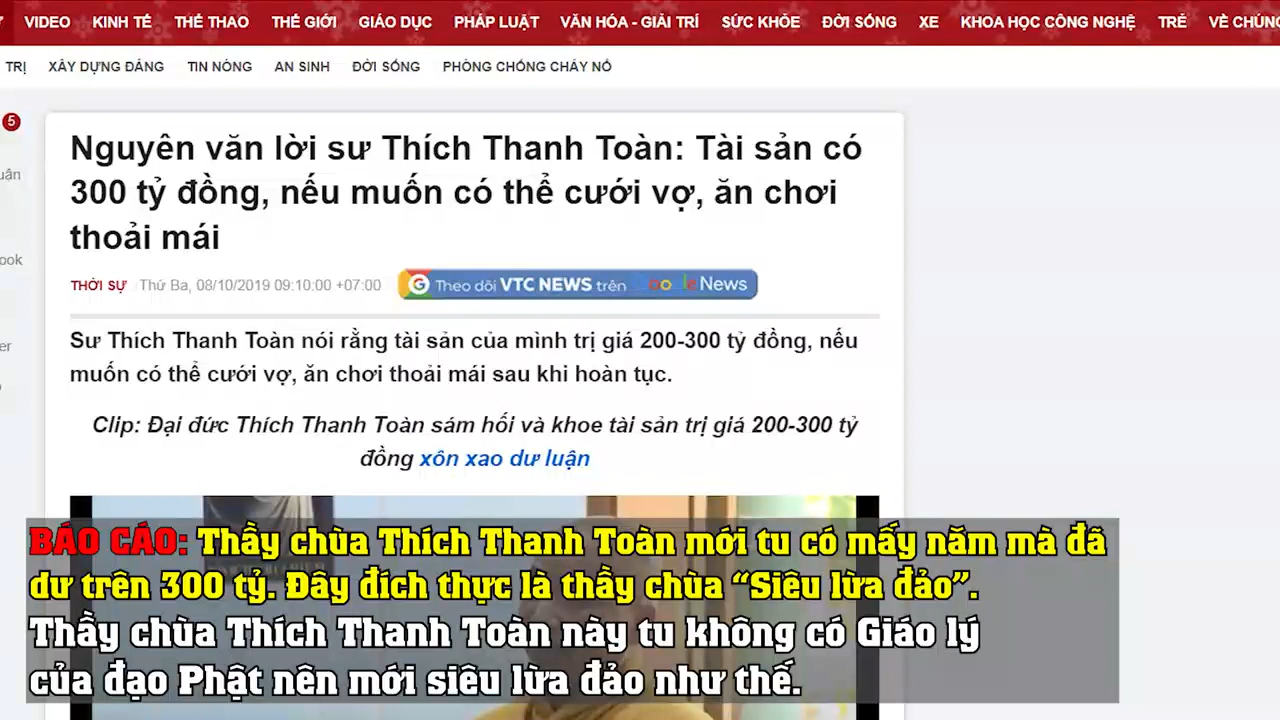 VIDEO KINH TẾ THỂ THAO THẾ GIỚI GIÁO DỤC PHÁP LUẬT VĂN HÓA - GIẢI TRÍ SỨC KHỎE ĐỜI SỐNG XE KHOA HỌC CÔNG NGHỆ TRẺ VỀ CHÚNG
TRỊ XÂY DỰNG ĐẢNG TIN NÓNG AN SINH ĐỜI SỐNG PHÒNG CHỐNG CHÁY NỔ
5
Nguyên văn lời sư Thích Thanh Toàn: Tài sản có
300 tỷ đồng, nếu muốn có thể cưới vợ, ăn chơi
thoải mái
THỜI SỰ Thứ Ba, 08/10/2019 09:10:00 +07:00 Theo dõi VTC NEWS trên Google News
Sư Thích Thanh Toàn nói rằng tài sản của mình trị giá 200-300 tỷ đồng, nếu
muốn có thể cưới vợ, ăn chơi thoải mái sau khi hoàn tục.
Clip: Đại đức Thích Thanh Toàn sám hối và khoe tài sản trị giá 200-300 tỷ
đồng xôn xao dư luận
BÁO CÁO: Thầy chùa Thích Thanh Toàn mới tu có mấy năm mà đã
dư trên 300 tỷ. Đây đích thực là thầy chùa “Siêu lừa đảo”.
Thầy chùa Thích Thanh Toàn này tu không có Giáo lý
của đạo Phật nên mới siêu lừa đảo như thế.